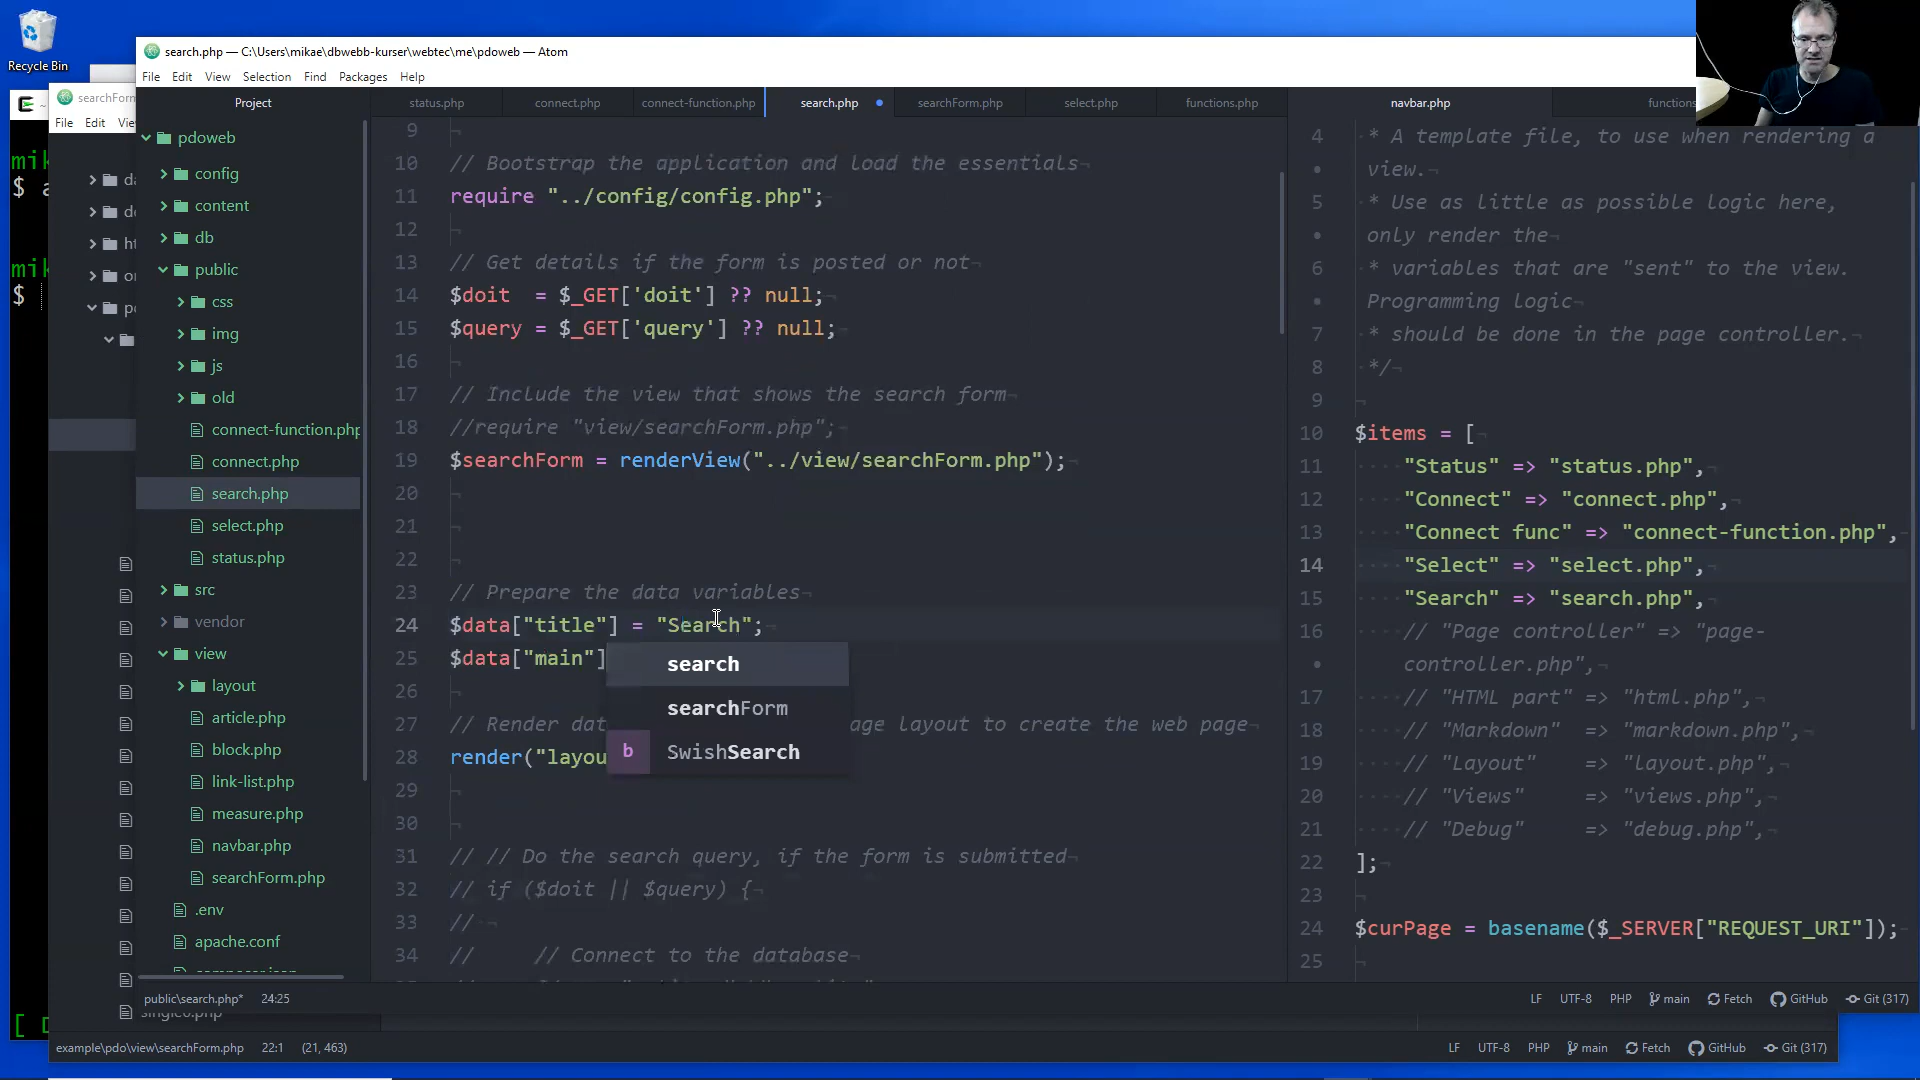 Recycle Bin
search.php — C:\Users\mikae\dbwebb-kurser\webtec\me\pdoweb — Atom
File Edit View Selection Find Packages Help
searchForm
File Edit
Project
status.php
connect.php
connect-function.php
search.php
searchForm.php
select.php
functions.php
navbar.php
functions
pdoweb
config
content
db
public
css
img
js
old
connect-function.php
connect.php
search.php
select.php
status.php
src
vendor
view
layout
article.php
block.php
link-list.php
measure.php
navbar.php
searchForm.php
.env
apache.conf
9
10 // Bootstrap the application and load the essentials
11 require "../config/config.php";
12
13 // Get details if the form is posted or not
14 $doit  = $_GET['doit'] ?? null;
15 $query = $_GET['query'] ?? null;
16
17 // Include the view that shows the search form
18 //require "view/searchForm.php";
19 $searchForm = renderView("../view/searchForm.php");
20
21
22
23 // Prepare the data variables
24 $data["title"] = "Search";
25 $data["main"]
26
27 // Render dat age layout to create the web page
28 render("layou
29
30
31 // // Do the search query, if the form is submitted
32 // if ($doit || $query) {
33 //
34 //     // Connect to the database
search
searchForm
b SwishSearch
4 * A template file, to use when rendering a
view.
5 * Use as little as possible logic here,
only render the
6 * variables that are "sent" to the view.
Programming logic
7 * should be done in the page controller.
8 */
9
10 $items = [
11 "Status" => "status.php",
12 "Connect" => "connect.php",
13 "Connect func" => "connect-function.php",
14 "Select" => "select.php",
15 "Search" => "search.php",
16 // "Page controller" => "page-
controller.php",
17 // "HTML part" => "html.php",
18 // "Markdown" => "markdown.php",
19 // "Layout"    => "layout.php",
20 // "Views"     => "views.php",
21 // "Debug"     => "debug.php",
22 ];
23
24 $curPage = basename($_SERVER["REQUEST_URI"]);
25
public\search.php* 24:25
LF UTF-8 PHP main Fetch GitHub Git (317)
example\pdo\view\searchForm.php 22:1 (21, 463)
LF UTF-8 PHP main Fetch GitHub Git (317)